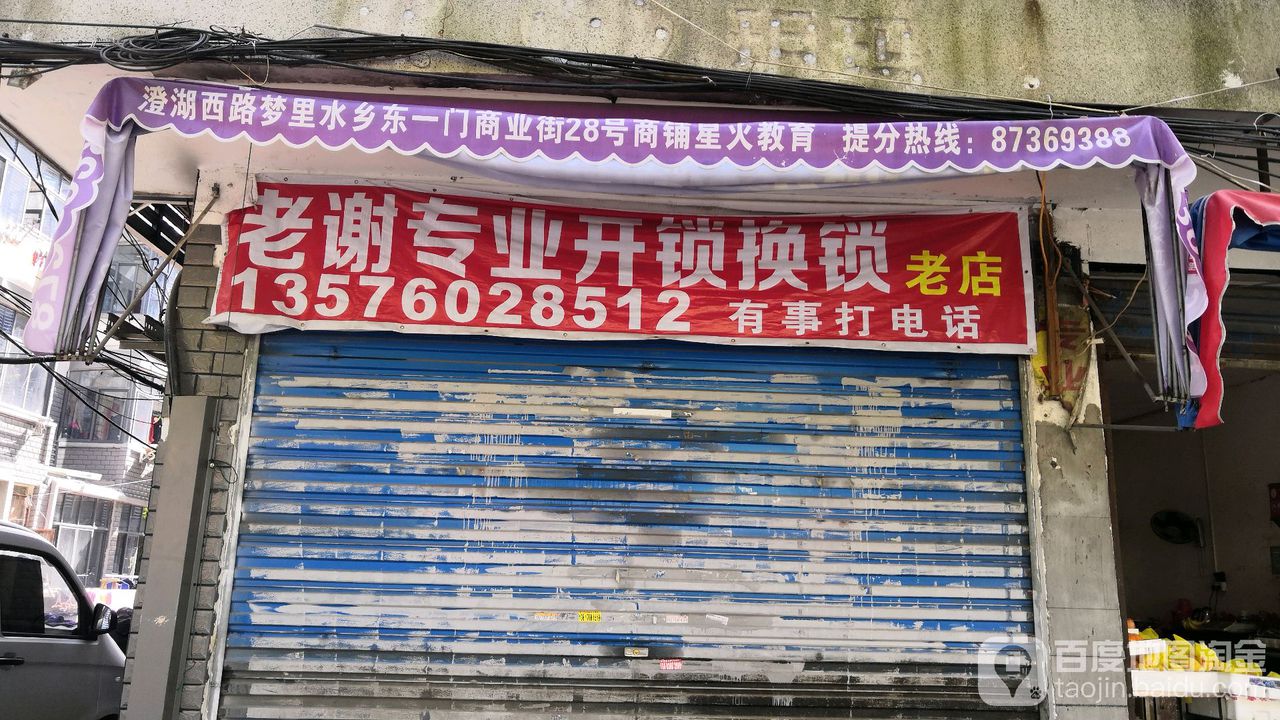 澄湖西路梦里水乡东一门商业街28号商铺星火教育 提分热线：87369388
老谢专业开锁换锁 老店
13576028512 有事打电话
百度地图淘金
taojin.baidu.com